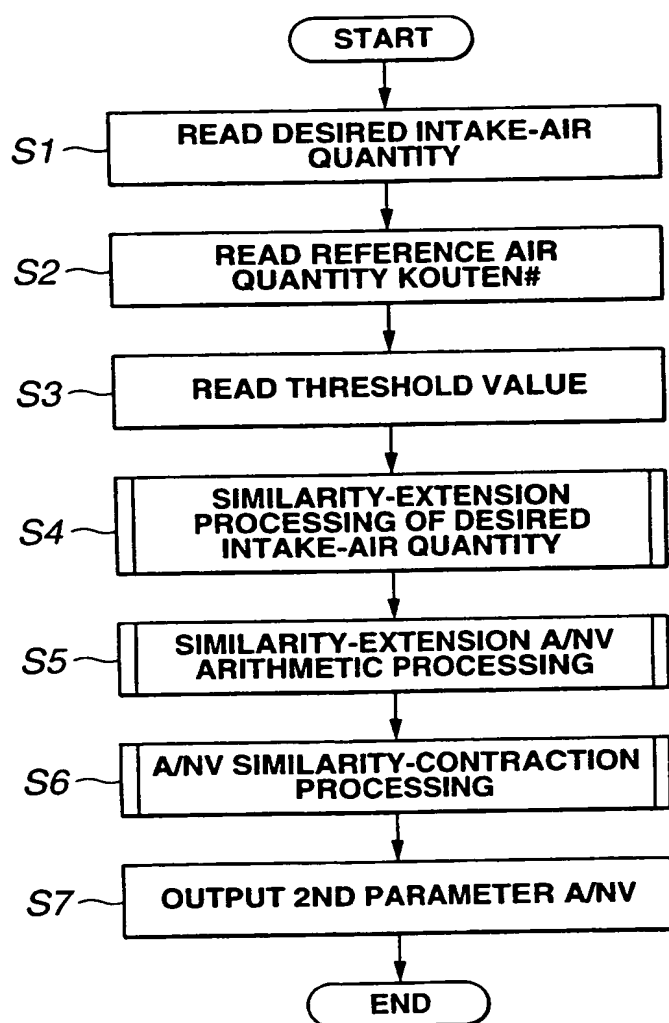 START
S1
READ DESIRED INTAKE-AIR
QUANTITY
S2
READ REFERENCE AIR
QUANTITY KOUTEN#
S3
READ THRESHOLD VALUE
S4
SIMILARITY-EXTENSION
PROCESSING OF DESIRED
INTAKE-AIR QUANTITY
S5
SIMILARITY-EXTENSION A/NV
ARITHMETIC PROCESSING
S6
A/NV SIMILARITY-CONTRACTION
PROCESSING
S7
OUTPUT 2ND PARAMETER A/NV
END